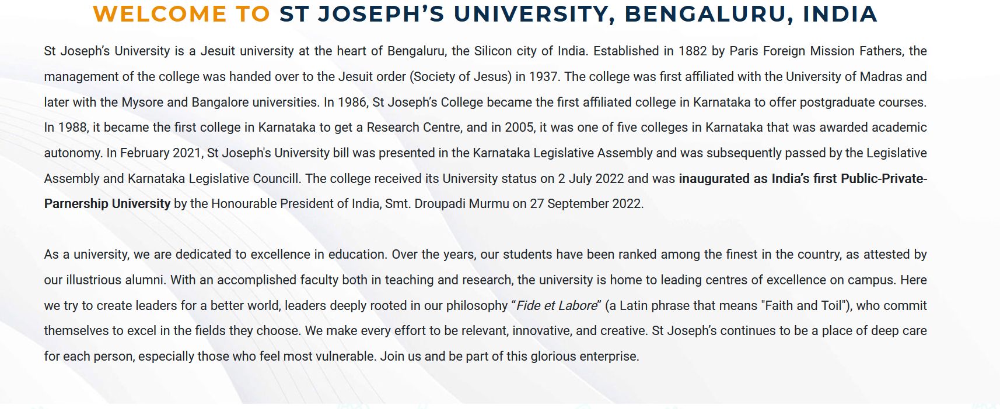 WELCOME TO ST JOSEPH’S UNIVERSITY, BENGALURU, INDIA
St Joseph’s University is a Jesuit university at the heart of Bengaluru, the Silicon city of India. Established in 1882 by Paris Foreign Mission Fathers, the
management of the college was handed over to the Jesuit order (Society of Jesus) in 1937. The college was first affiliated with the University of Madras and
later with the Mysore and Bangalore universities. In 1986, St Joseph’s College became the first affiliated college in Karnataka to offer postgraduate courses.
In 1988, it became the first college in Karnataka to get a Research Centre, and in 2005, it was one of five colleges in Karnataka that was awarded academic
autonomy. In February 2021, St Joseph's University bill was presented in the Karnataka Legislative Assembly and was subsequently passed by the Legislative
Assembly and Karnataka Legislative Councill. The college received its University status on 2 July 2022 and was inaugurated as India’s first Public-Private-
Parnership University by the Honourable President of India, Smt. Droupadi Murmu on 27 September 2022.
As a university, we are dedicated to excellence in education. Over the years, our students have been ranked among the finest in the country, as attested by
our illustrious alumni. With an accomplished faculty both in teaching and research, the university is home to leading centres of excellence on campus. Here
we try to create leaders for a better world, leaders deeply rooted in our philosophy “Fide et Labore” (a Latin phrase that means "Faith and Toil"), who commit
themselves to excel in the fields they choose. We make every effort to be relevant, innovative, and creative. St Joseph’s continues to be a place of deep care
for each person, especially those who feel most vulnerable. Join us and be part of this glorious enterprise.